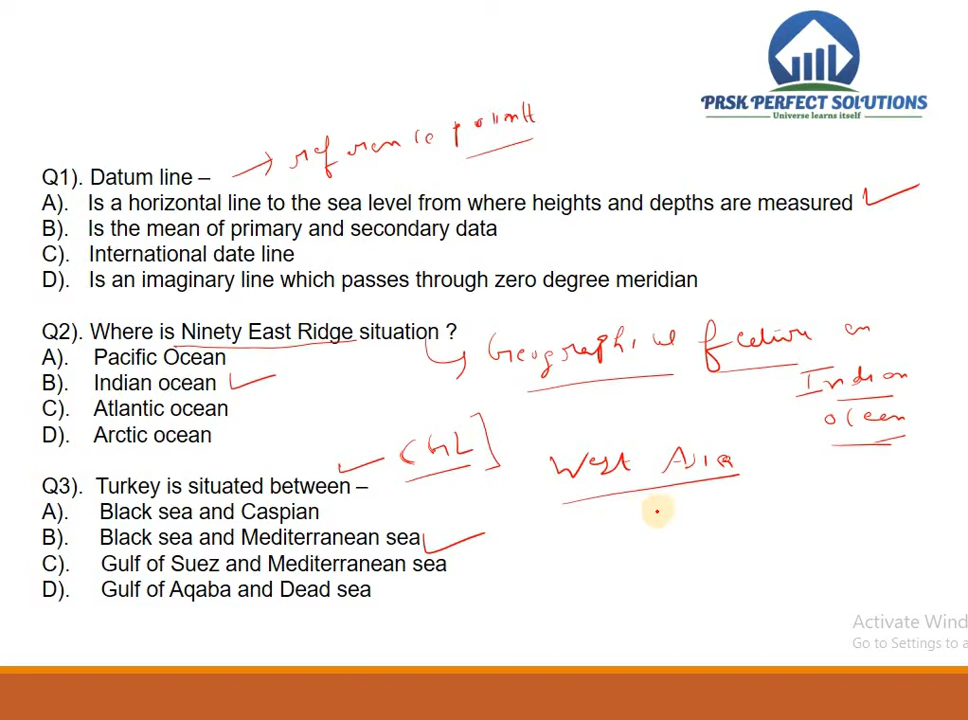 PRSK PERFECT SOLUTIONS
Universe learns itself
→ reference point
Q1). Datum line –
A). Is a horizontal line to the sea level from where heights and depths are measured
B). Is the mean of primary and secondary data
C). International date line
D). Is an imaginary line which passes through zero degree meridian
Q2). Where is Ninety East Ridge situation ?
Geographical
A). Pacific Ocean
B). Indian ocean
Indian
C). Atlantic ocean
ocean
D). Arctic ocean
West Asia
Q3). Turkey is situated between –
A). Black sea and Caspian
B). Black sea and Mediterranean sea
C). Gulf of Suez and Mediterranean sea
D). Gulf of Aqaba and Dead sea
Activate Wind
Go to Settings to a